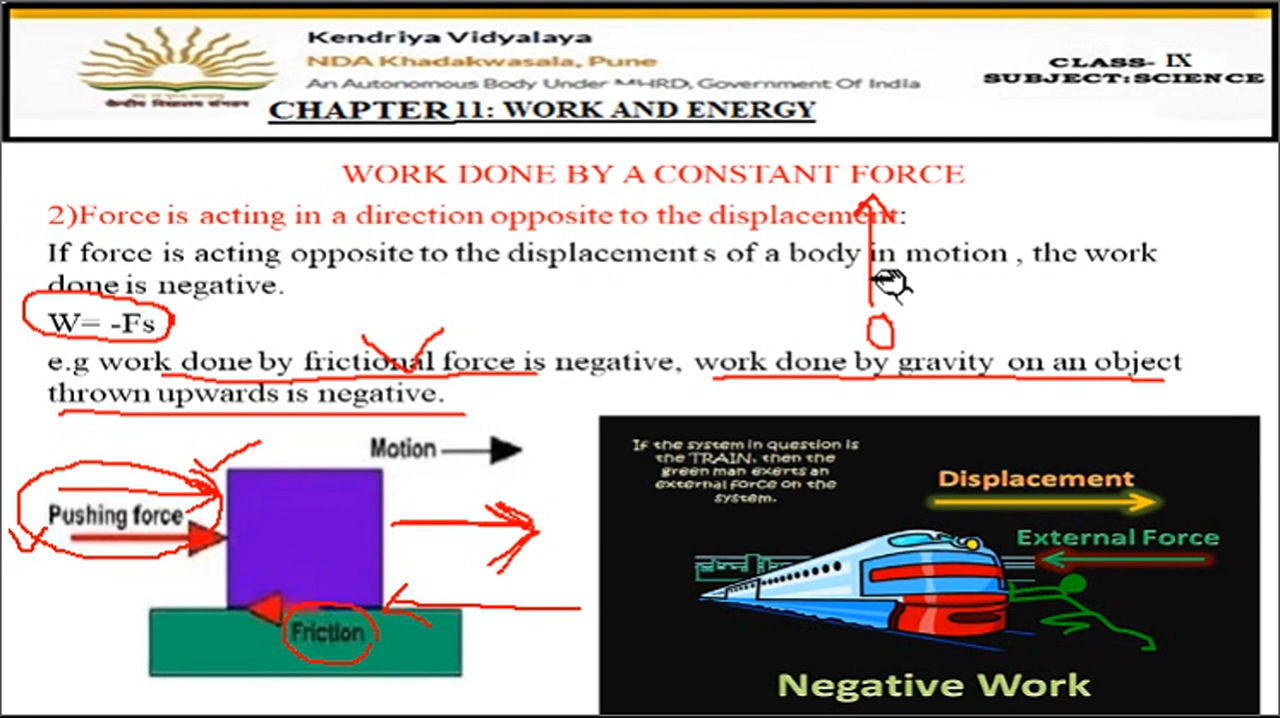 Kendriya Vidyalaya
NDA Khadakwasala, Pune
An Autonomous Body Under MHRD, Government Of India
केन्द्रीय विद्यालय संगठन
CLASS- IX
SUBJECT:SCIENCE
CHAPTER 11: WORK AND ENERGY
WORK DONE BY A CONSTANT FORCE
2)Force is acting in a direction opposite to the displacement:
If force is acting opposite to the displacement s of a body in motion , the work
done is negative.
W= -Fs
e.g work done by frictional force is negative, work done by gravity on an object
thrown upwards is negative.
Motion
Pushing force
Friction
If the system in question is
the TRAIN, then the
green man exerts an
external force on the
system.
Displacement
External Force
Negative Work